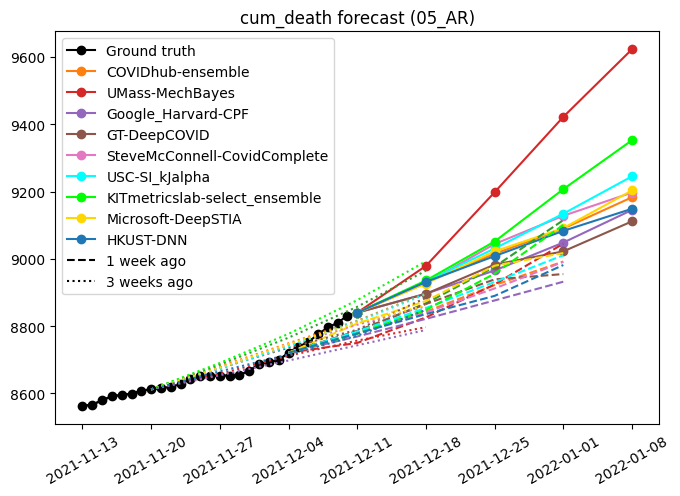 cum_death forecast (05_AR)
9600
9400
9200
9000
8800
8600
Ground truth
COVIDhub-ensemble
UMass-MechBayes
Google_Harvard-CPF
GT-DeepCOVID
SteveMcConnell-CovidComplete
USC-SI_kJalpha
KITmetricslab-select_ensemble
Microsoft-DeepSTIA
HKUST-DNN
1 week ago
3 weeks ago
2021-11-13
2021-11-20
2021-11-27
2021-12-04
2021-12-11
2021-12-18
2021-12-25
2022-01-01
2022-01-08